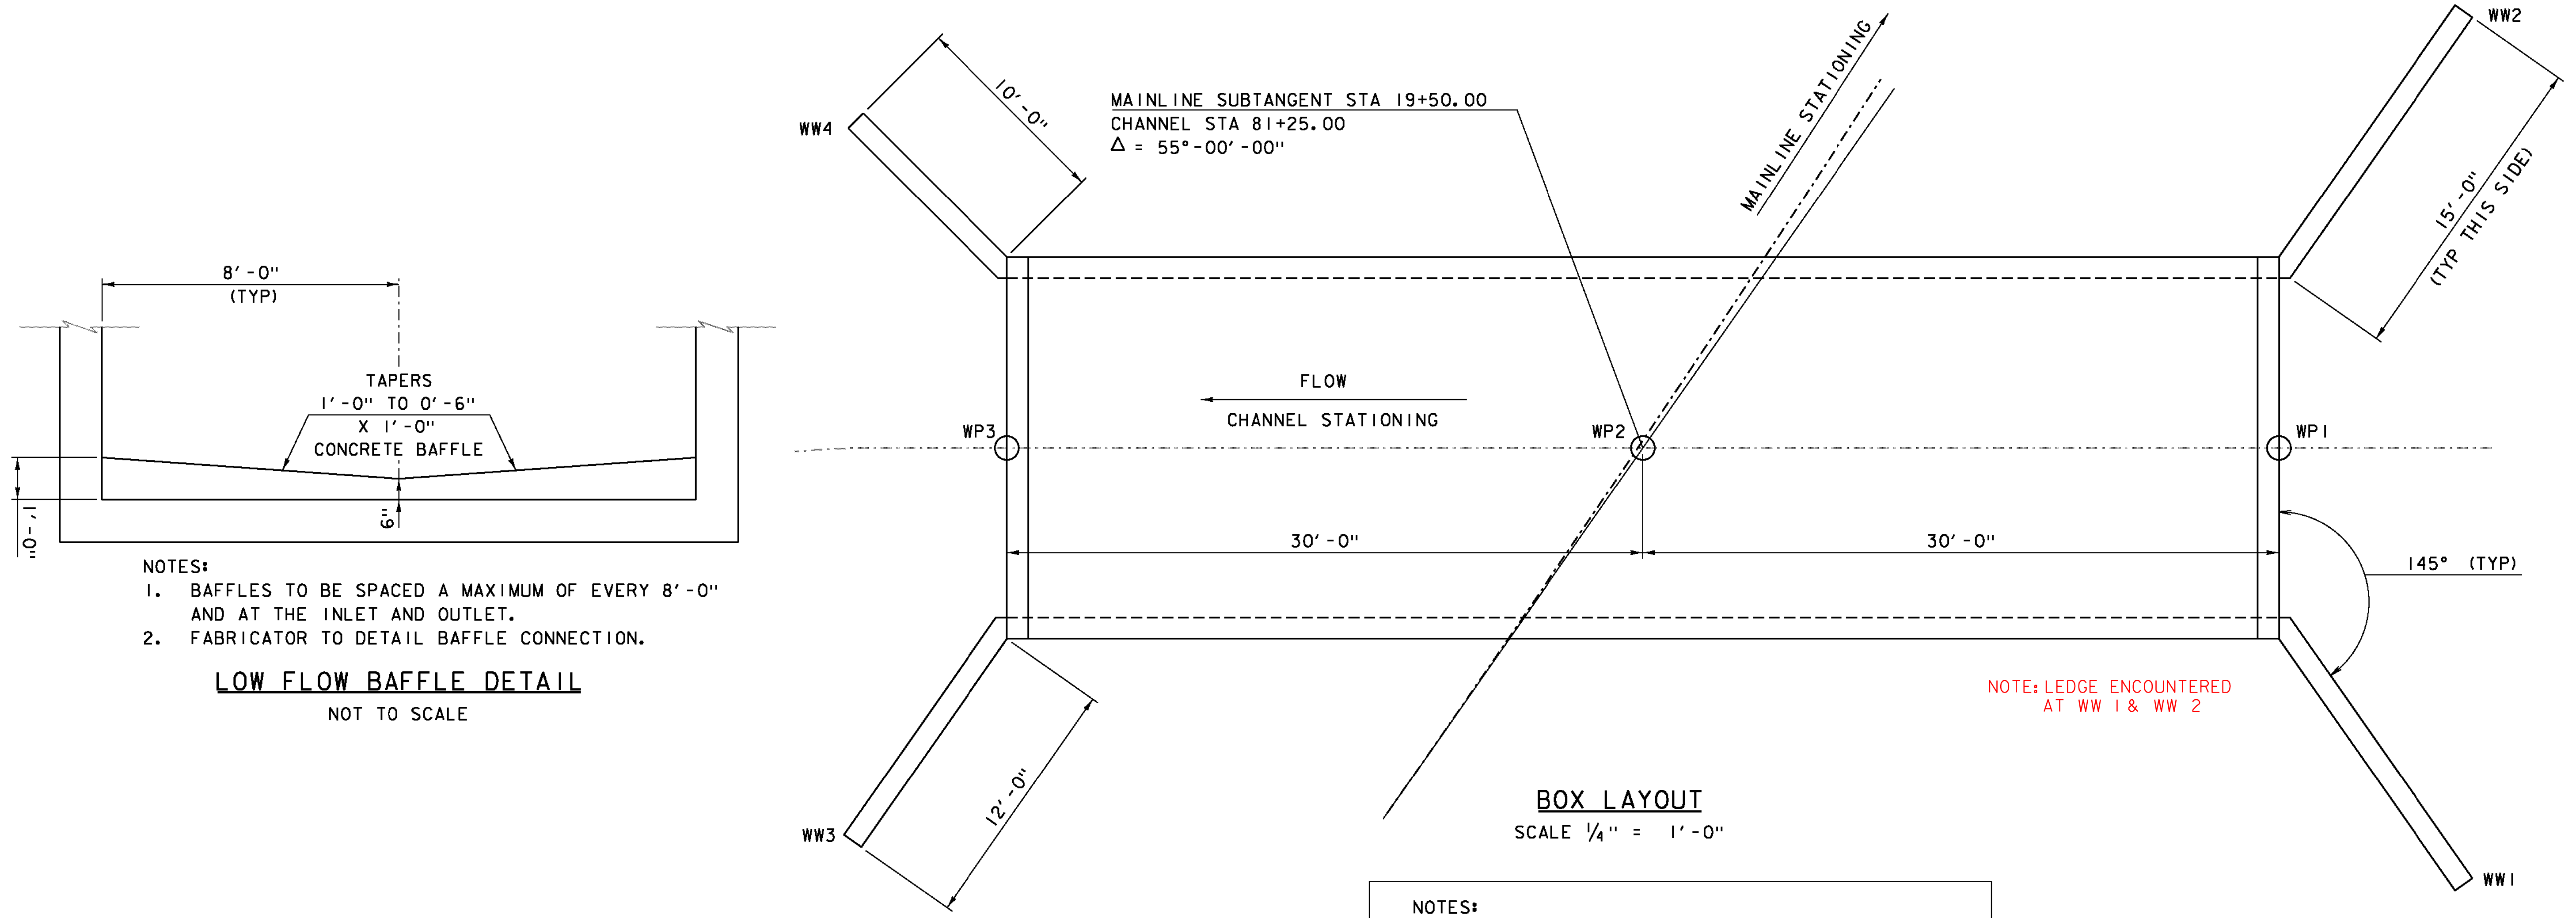 8'-0"
(TYP)
TAPERS
1'-0" TO 0'-6"
X 1'-0"
CONCRETE BAFFLE
1'-0"
6"
NOTES:
1. BAFFLES TO BE SPACED A MAXIMUM OF EVERY 8'-0"
AND AT THE INLET AND OUTLET.
2. FABRICATOR TO DETAIL BAFFLE CONNECTION.
LOW FLOW BAFFLE DETAIL
NOT TO SCALE
WW4
10'-0"
MAINLINE SUBTANGENT STA 19+50.00
CHANNEL STA 81+25.00
Δ = 55°-00'-00"
MAINLINE STATIONING
WW2
15'-0"
(TYP THIS SIDE)
FLOW
CHANNEL STATIONING
WP3
WP2
WP1
30'-0"
30'-0"
145° (TYP)
NOTE: LEDGE ENCOUNTERED
AT WW 1 & WW 2
12'-0"
WW3
BOX LAYOUT
SCALE 1/4" = 1'-0"
WW1
NOTES: